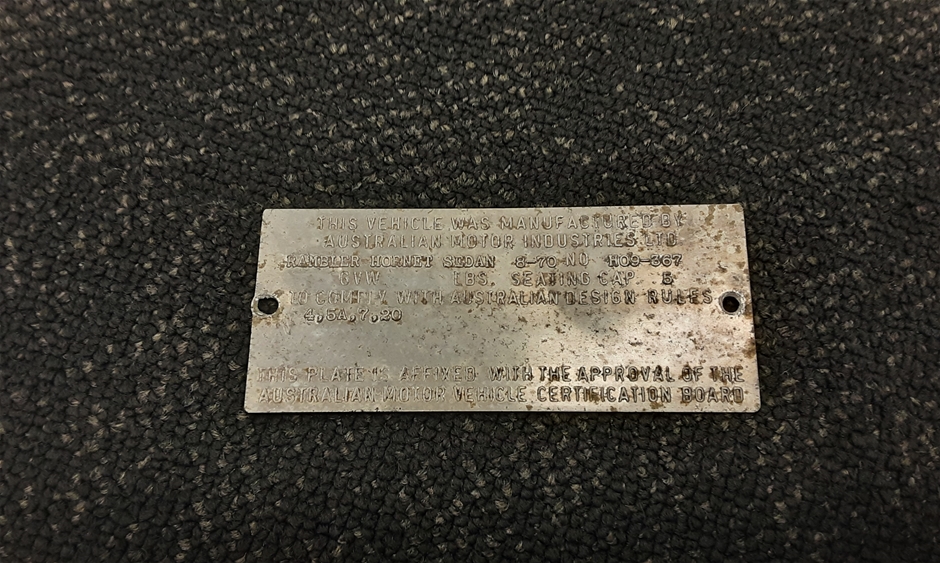 THIS VEHICLE WAS MANUFACTURED BY
AUSTRALIAN MOTOR INDUSTRIES LTD
RAMBLER HORNET SEDAN 8-70 NO H09-367
GVW LBS. SEATING CAP 5
TO COMPLY WITH AUSTRALIAN DESIGN RULES
4,5A,7,20
THIS PLATE IS AFFIXED WITH THE APPROVAL OF THE
AUSTRALIAN MOTOR VEHICLE CERTIFICATION BOARD